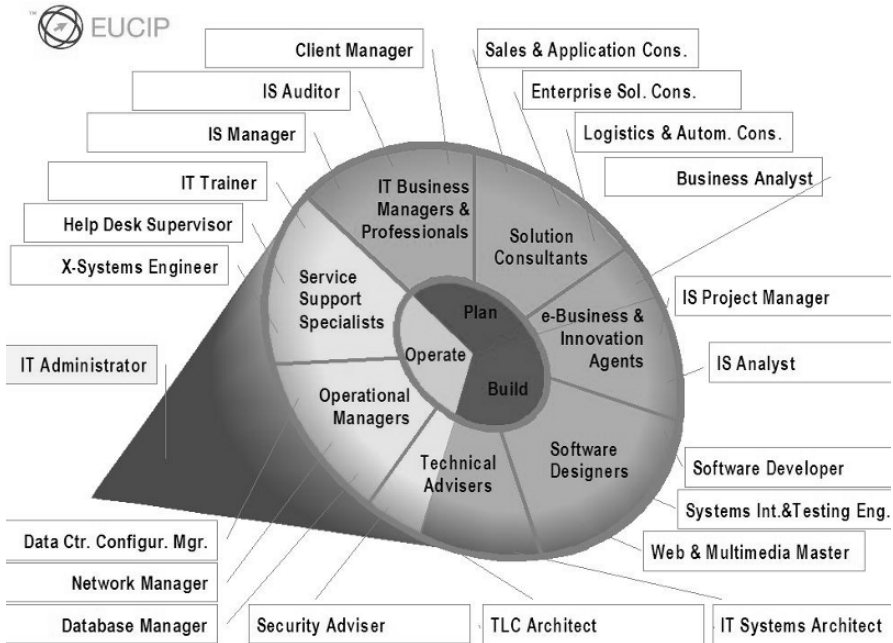 ™
EUCIP
Client Manager
Sales & Application Cons.
IS Auditor
Enterprise Sol. Cons.
IS Manager
Logistics & Autom. Cons.
IT Trainer
Business Analyst
Help Desk Supervisor
X-Systems Engineer
IT Business
Managers &
Professionals
Solution
Consultants
Service
Support
Specialists
Plan
e-Business &
Innovation
Agents
IS Project Manager
IT Administrator
Operate
IS Analyst
Build
Operational
Managers
Technical
Advisers
Software
Designers
Software Developer
Systems Int.&Testing Eng.
Data Ctr. Configur. Mgr.
Web & Multimedia Master
Network Manager
Database Manager
Security Adviser
TLC Architect
IT Systems Architect